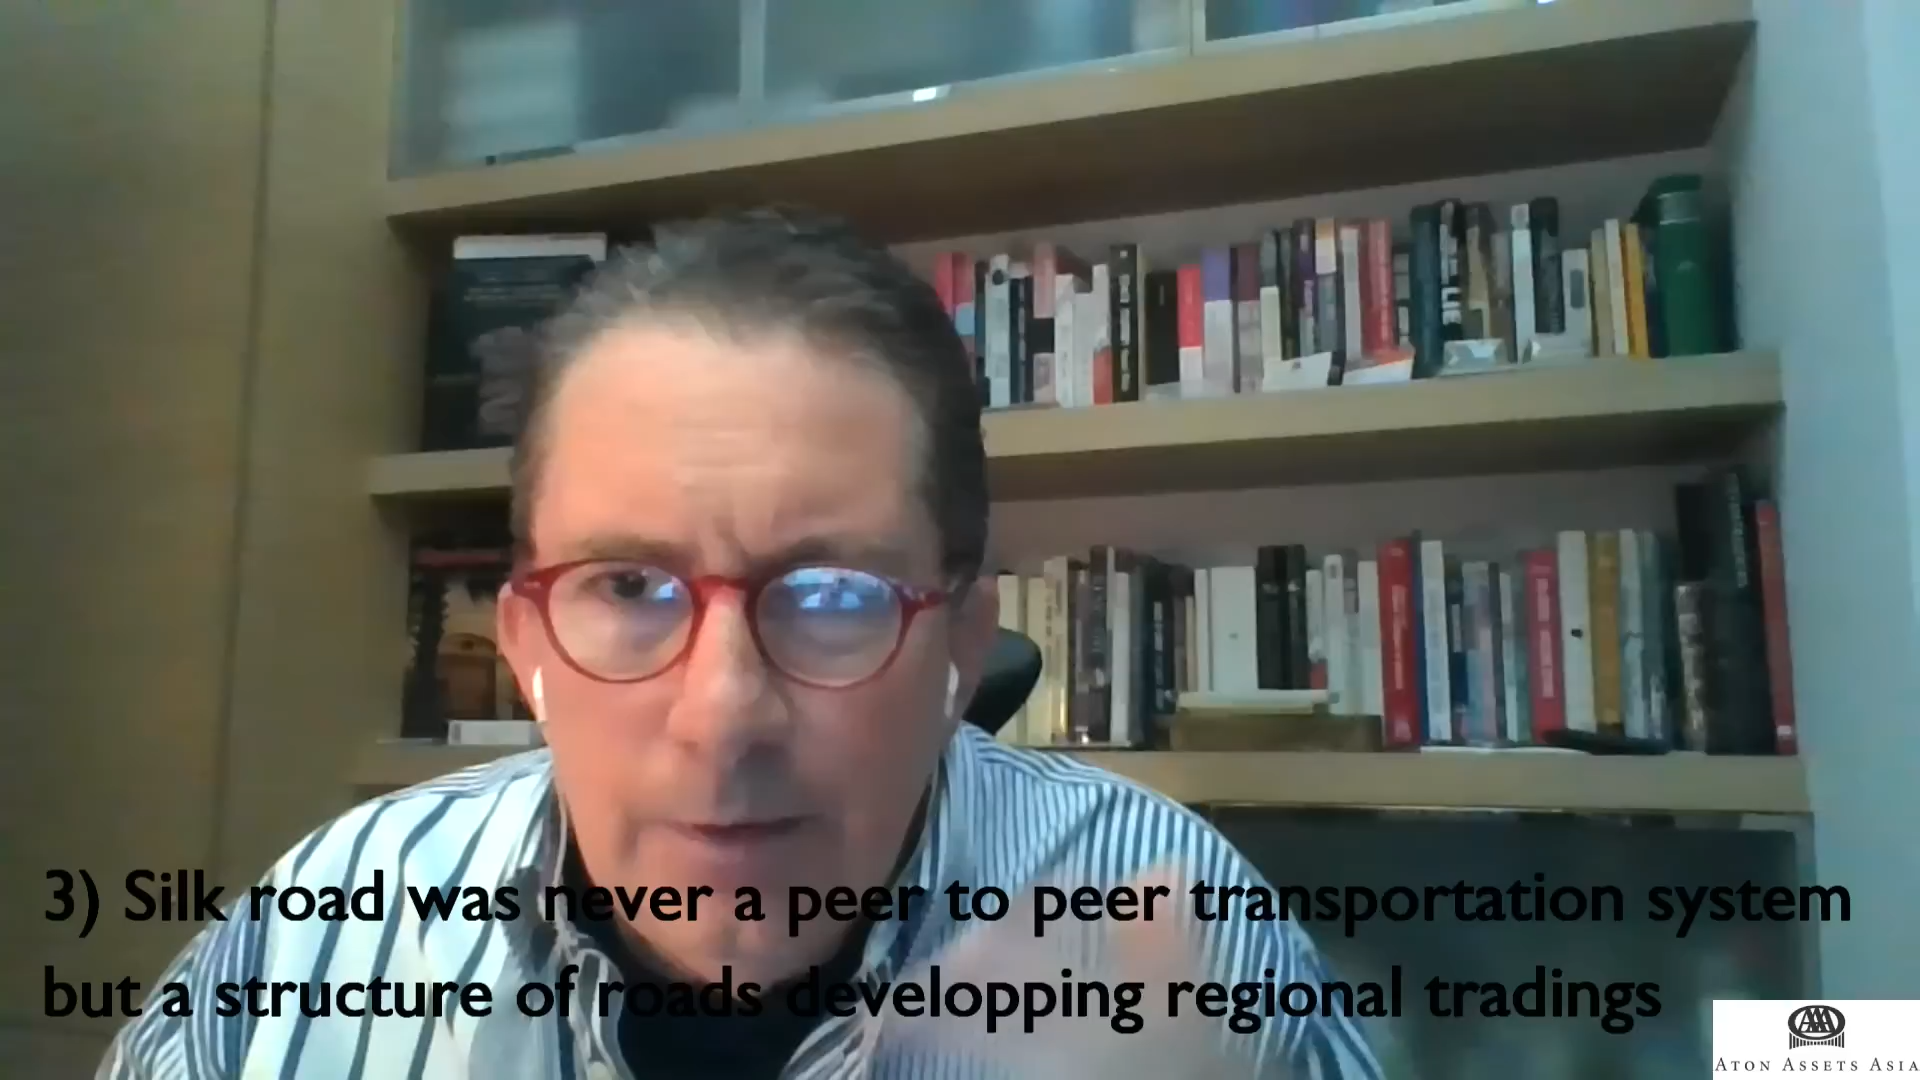 3) Silk road was never a peer to peer transportation system
but a structure of roads developping regional tradings
ATON ASSETS ASIA